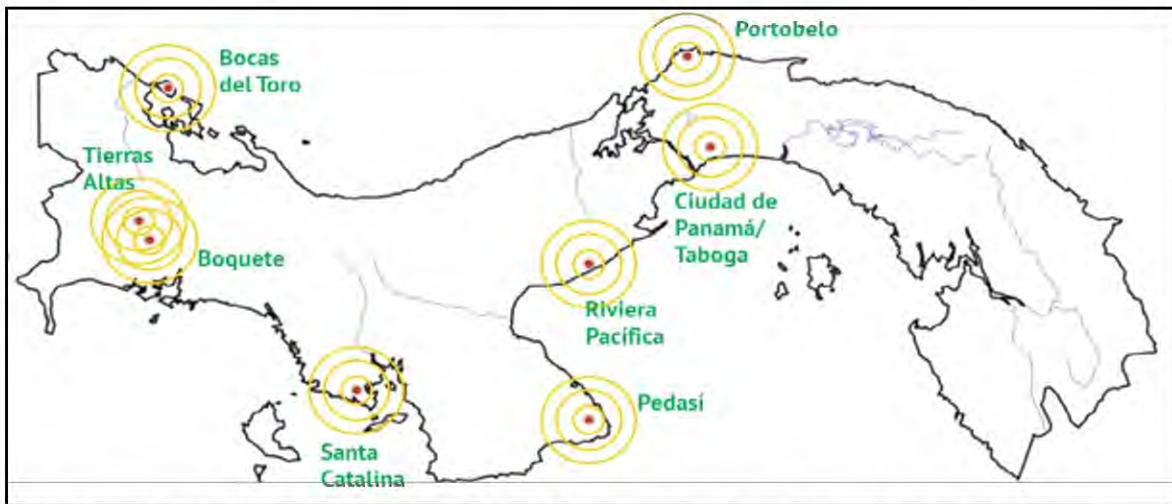 Portobelo
Bocas
del Toro
Tierras
Altas
Ciudad de
Panamá/
Taboga
Boquete
Riviera
Pacífica
Pedasí
Santa
Catalina